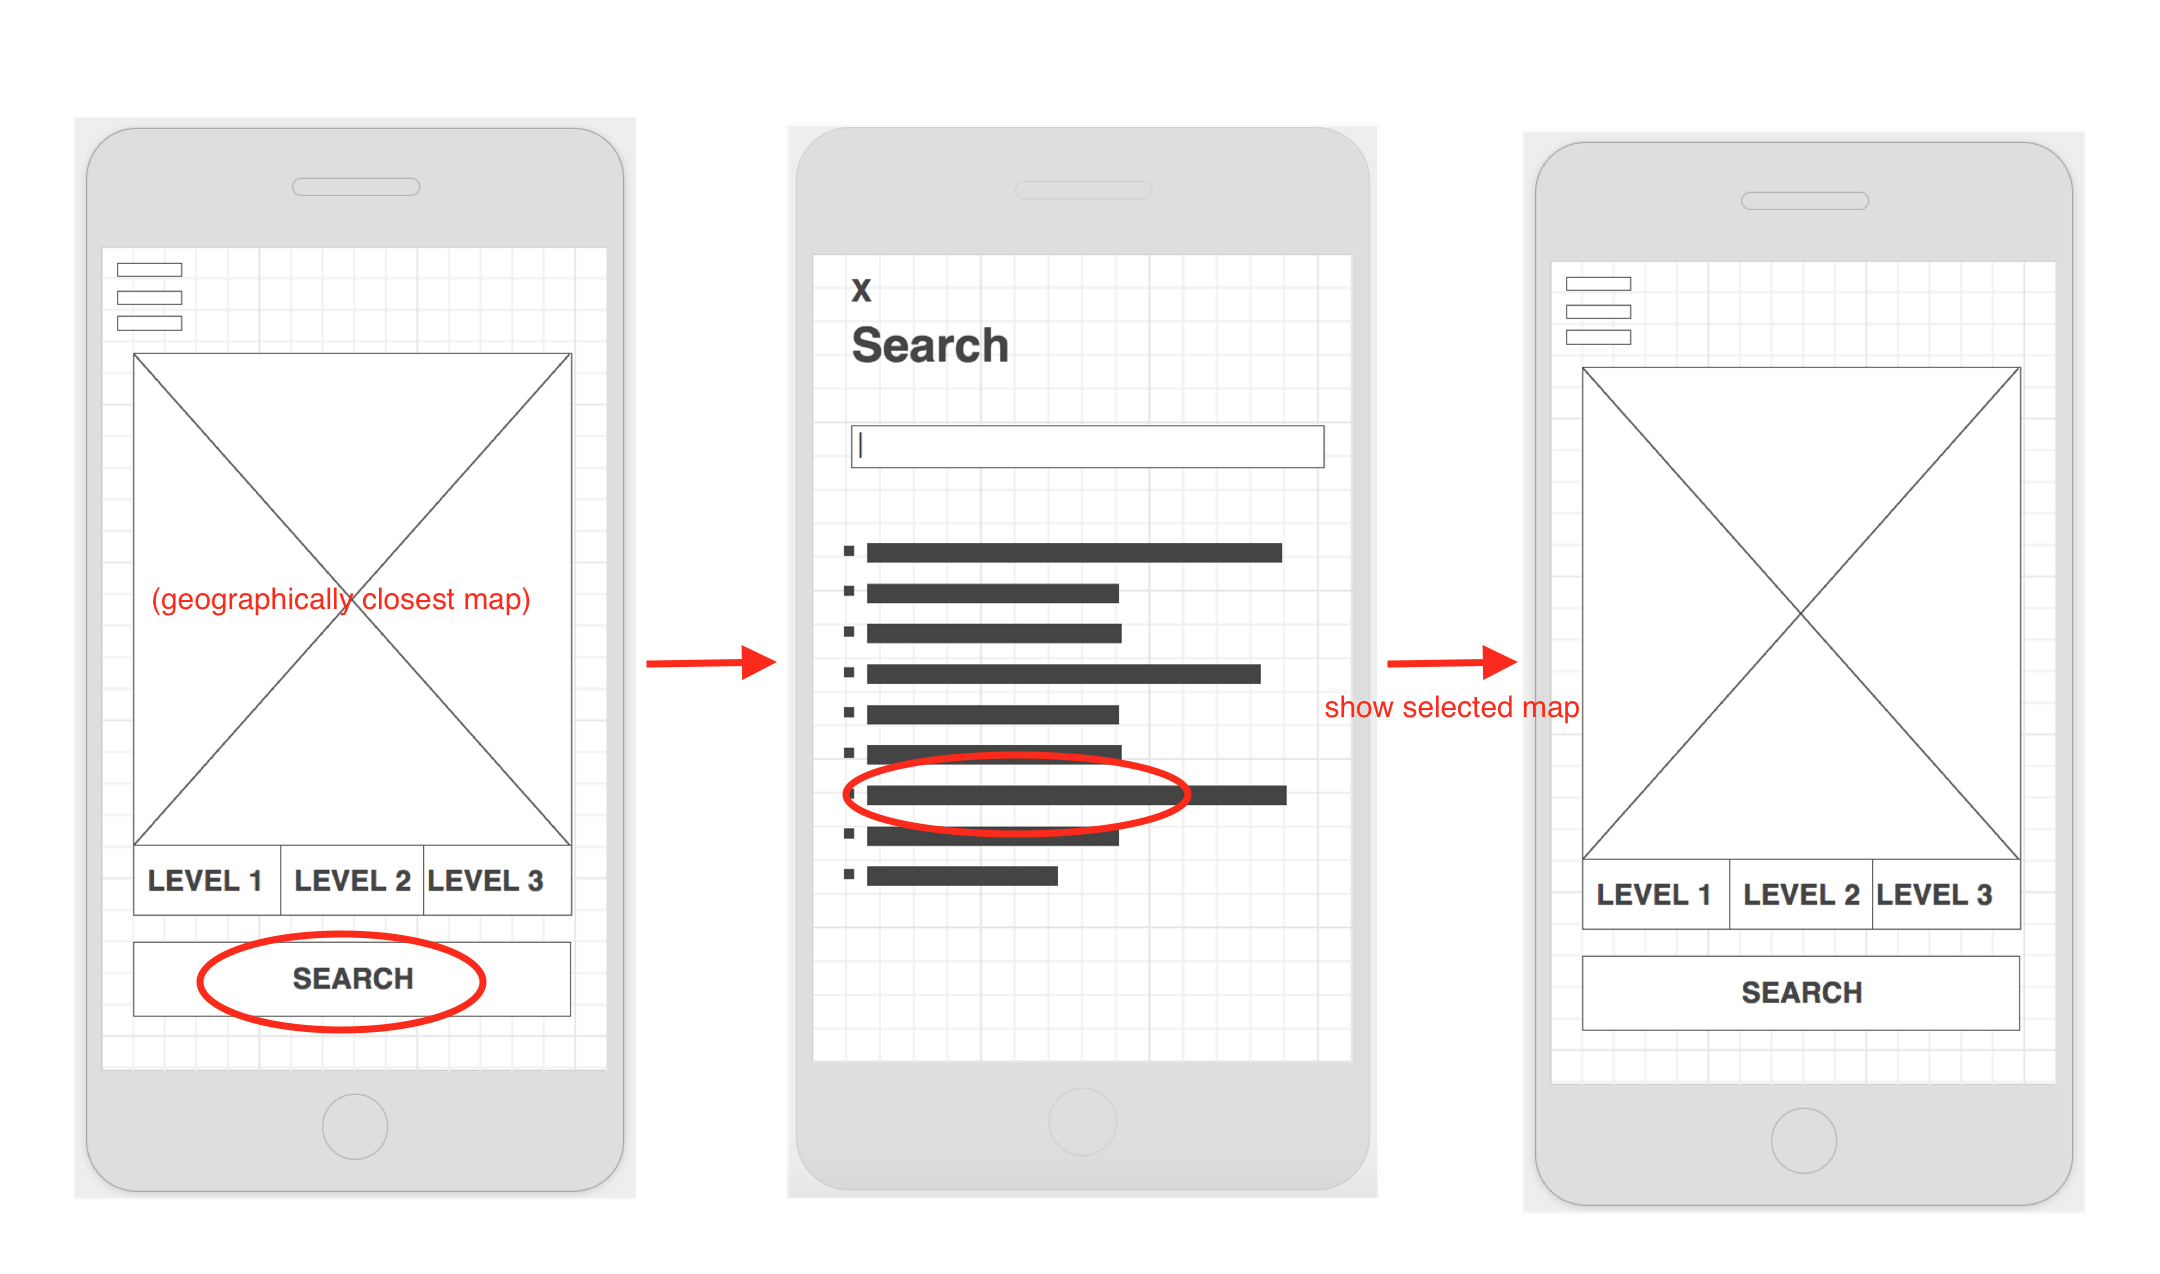 (geographically closest map)
LEVEL 1 LEVEL 2 LEVEL 3
SEARCH
X
Search
show selected map
LEVEL 1 LEVEL 2 LEVEL 3
SEARCH